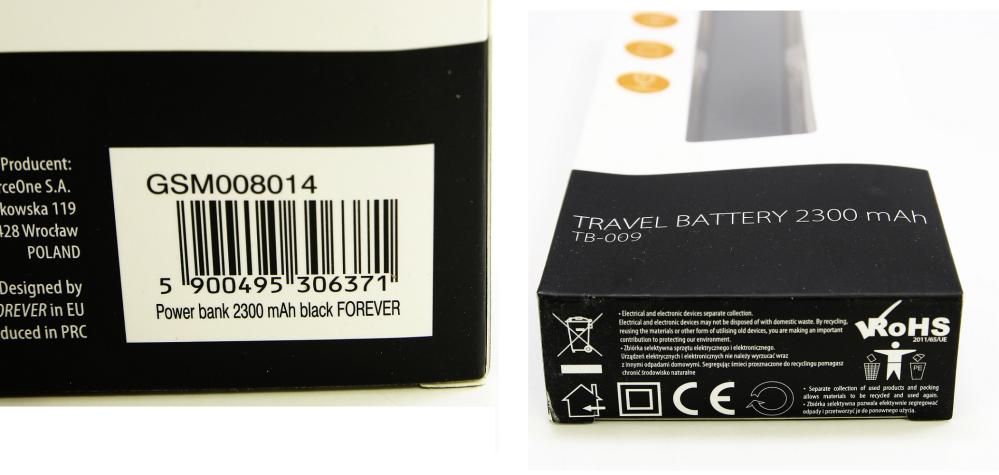 Producent:
rceOne S.A.
kowska 119
428 Wrocław
POLAND
Designed by
FOREVER in EU
duced in PRC
GSM008014
5 900495 306371
Power bank 2300 mAh black FOREVER
TRAVEL BATTERY 2300 mAh
TB-009
• Electrical and electronic devices separate collection.
Electrical and electronic devices may not be disposed of with domestic waste. By recycling,
reusing the materials or other form of utilising old devices, you are making an important
contribution to protecting our environment.
• Zbiórka selektywna sprzętu elektrycznego i elektronicznego.
Urządzeń elektrycznych i elektronicznych nie należy wyrzucać wraz
z innymi odpadami domowymi. Segregując śmieci przeznaczone do recyclingu pomagasz
chronić środowisko naturalne
RoHS
2011/65/UE
PE
CE
• Separate collection of used products and packing
allows materials to be recycled and used again.
• Zbiórka selektywna pozwala efektywnie segregować
odpady i przetworzyć je do ponownego użycia.